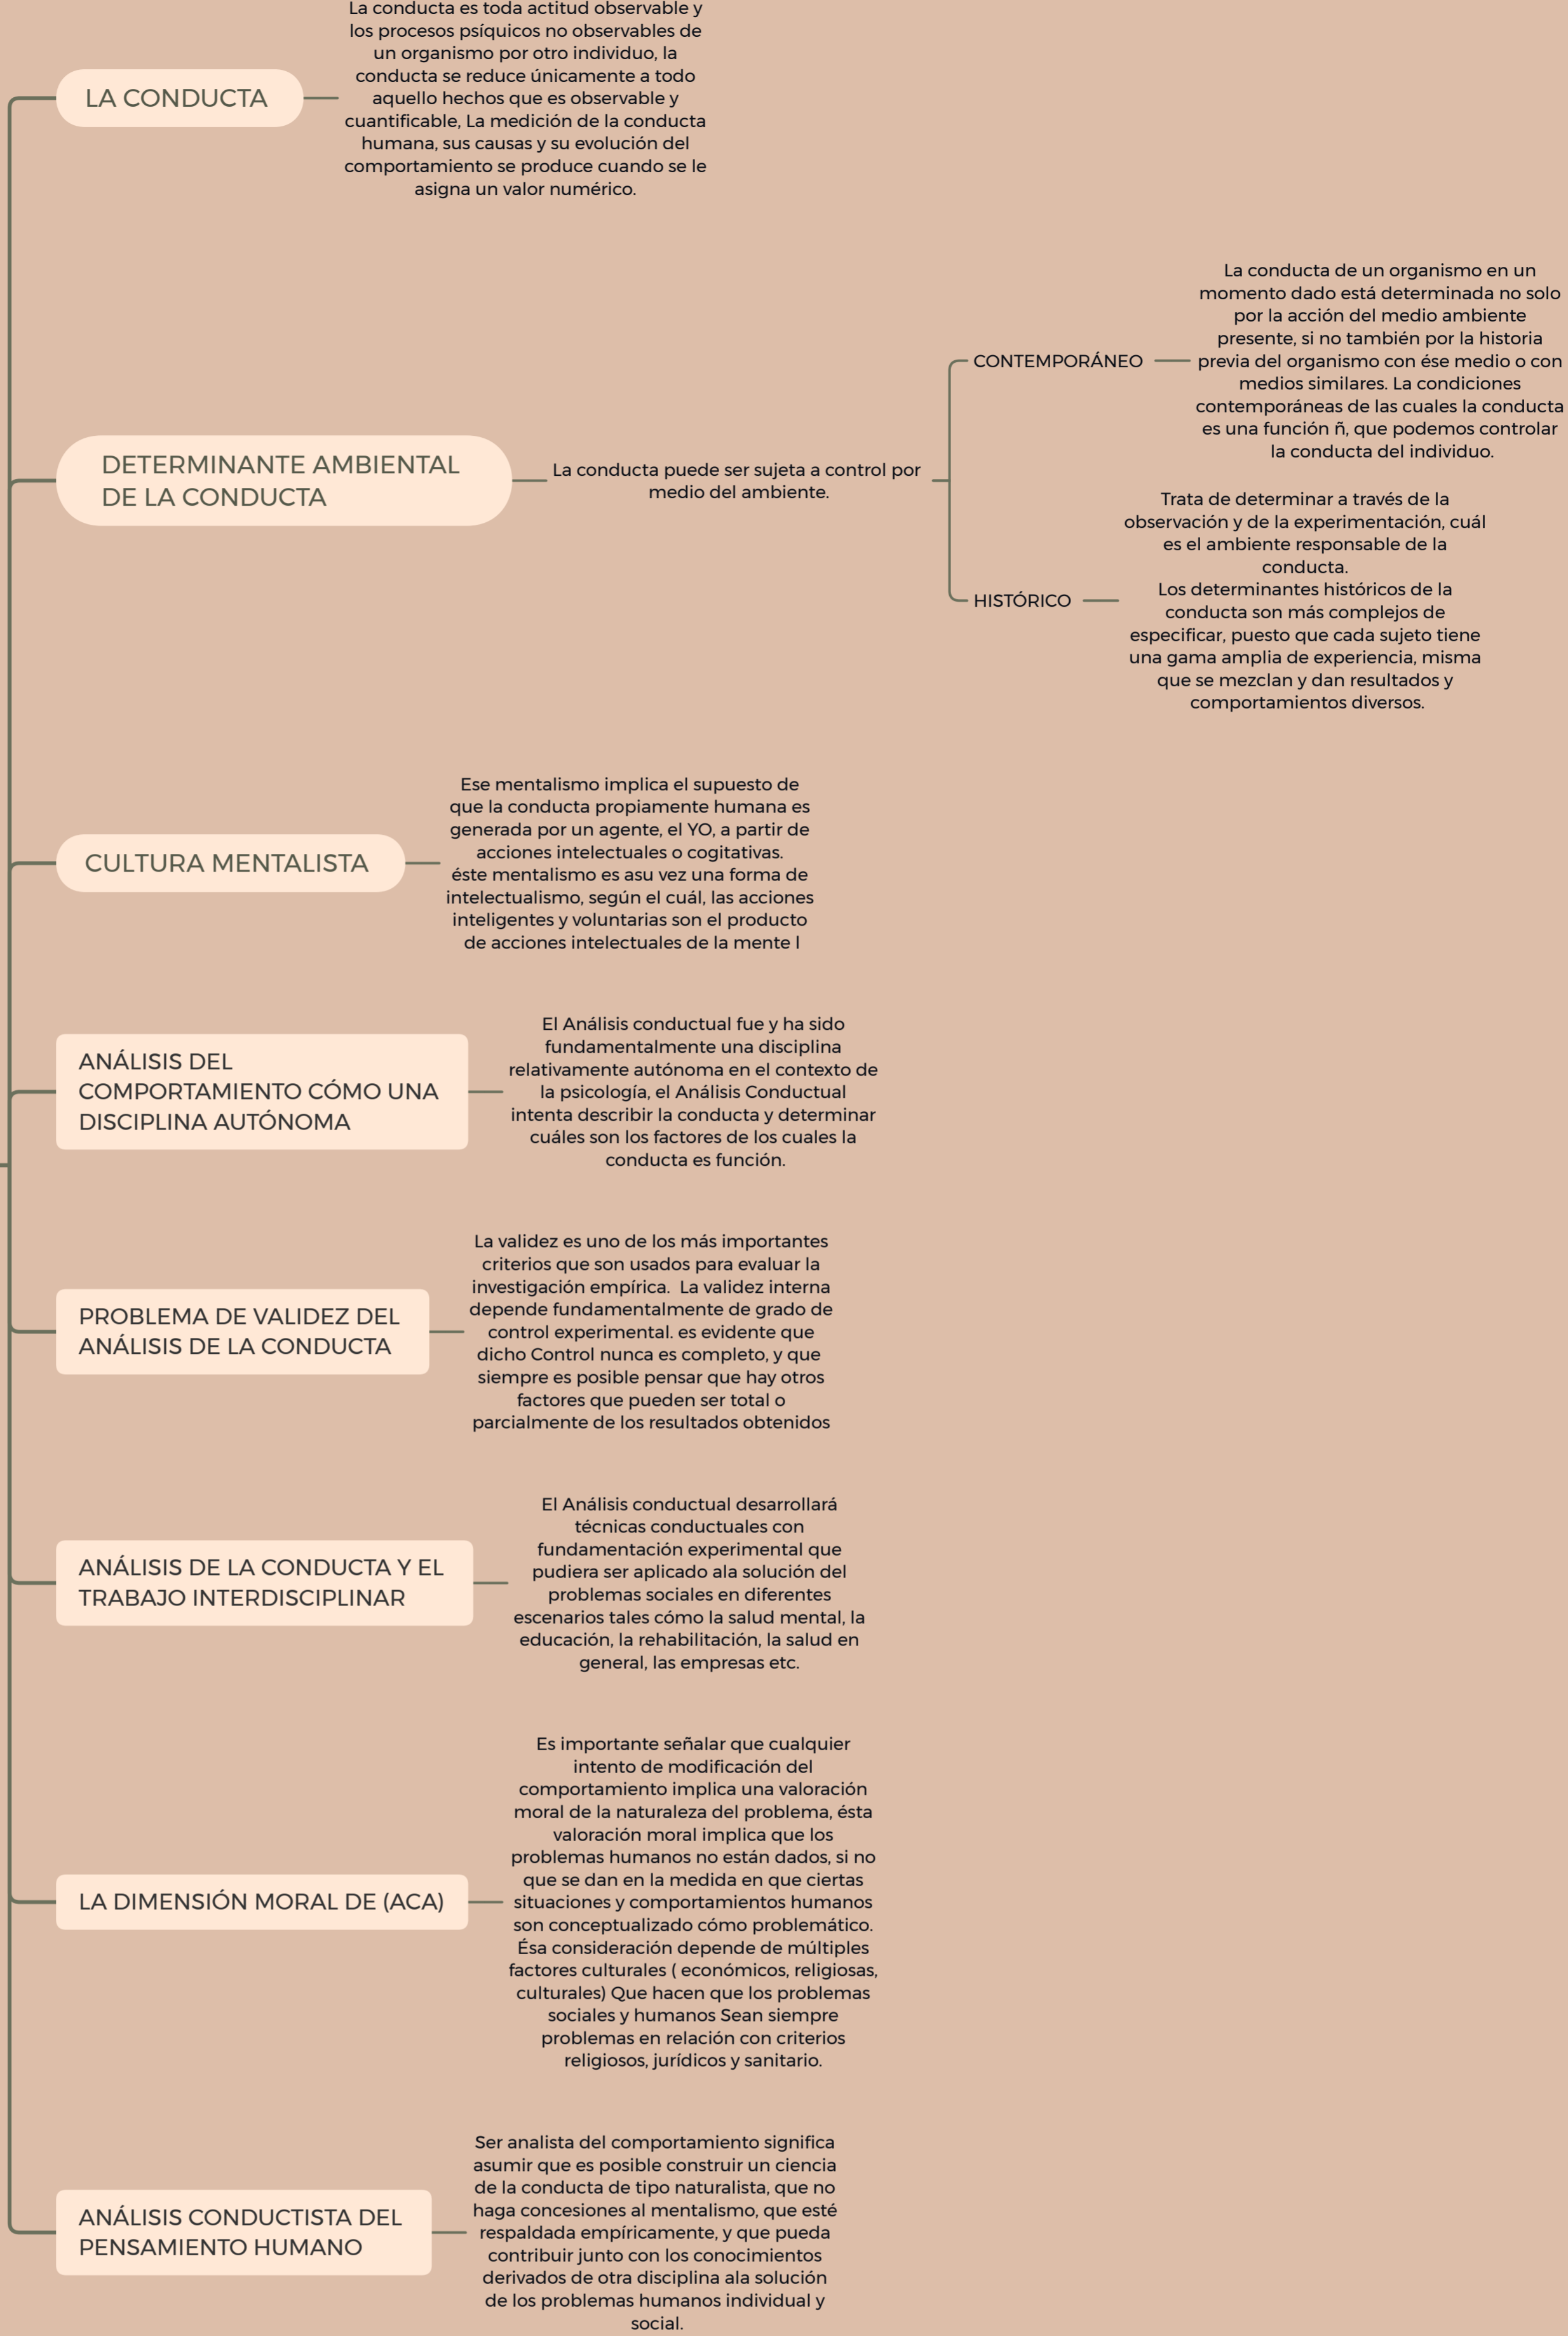 LA CONDUCTA
La conducta es toda actitud observable y
los procesos psíquicos no observables de
un organismo por otro individuo, la
conducta se reduce únicamente a todo
aquello hechos que es observable y
cuantificable, La medición de la conducta
humana, sus causas y su evolución del
comportamiento se produce cuando se le
asigna un valor numérico.
DETERMINANTE AMBIENTAL
DE LA CONDUCTA
La conducta puede ser sujeta a control por
medio del ambiente.
CONTEMPORÁNEO
La conducta de un organismo en un
momento dado está determinada no solo
por la acción del medio ambiente
presente, si no también por la historia
previa del organismo con ése medio o con
medios similares. La condiciones
contemporáneas de las cuales la conducta
es una función ñ, que podemos controlar
la conducta del individuo.
HISTÓRICO
Trata de determinar a través de la
observación y de la experimentación, cuál
es el ambiente responsable de la
conducta.
Los determinantes históricos de la
conducta son más complejos de
especificar, puesto que cada sujeto tiene
una gama amplia de experiencia, misma
que se mezclan y dan resultados y
comportamientos diversos.
CULTURA MENTALISTA
Ese mentalismo implica el supuesto de
que la conducta propiamente humana es
generada por un agente, el YO, a partir de
acciones intelectuales o cogitativas.
éste mentalismo es asu vez una forma de
intelectualismo, según el cuál, las acciones
inteligentes y voluntarias son el producto
de acciones intelectuales de la mente l
ANÁLISIS DEL
COMPORTAMIENTO CÓMO UNA
DISCIPLINA AUTÓNOMA
El Análisis conductual fue y ha sido
fundamentalmente una disciplina
relativamente autónoma en el contexto de
la psicología, el Análisis Conductual
intenta describir la conducta y determinar
cuáles son los factores de los cuales la
conducta es función.
PROBLEMA DE VALIDEZ DEL
ANÁLISIS DE LA CONDUCTA
La validez es uno de los más importantes
criterios que son usados para evaluar la
investigación empírica.  La validez interna
depende fundamentalmente de grado de
control experimental. es evidente que
dicho Control nunca es completo, y que
siempre es posible pensar que hay otros
factores que pueden ser total o
parcialmente de los resultados obtenidos
ANÁLISIS DE LA CONDUCTA Y EL
TRABAJO INTERDISCIPLINAR
El Análisis conductual desarrollará
técnicas conductuales con
fundamentación experimental que
pudiera ser aplicado ala solución del
problemas sociales en diferentes
escenarios tales cómo la salud mental, la
educación, la rehabilitación, la salud en
general, las empresas etc.
LA DIMENSIÓN MORAL DE (ACA)
Es importante señalar que cualquier
intento de modificación del
comportamiento implica una valoración
moral de la naturaleza del problema, ésta
valoración moral implica que los
problemas humanos no están dados, si no
que se dan en la medida en que ciertas
situaciones y comportamientos humanos
son conceptualizado cómo problemático.
Ésa consideración depende de múltiples
factores culturales ( económicos, religiosas,
culturales) Que hacen que los problemas
sociales y humanos Sean siempre
problemas en relación con criterios
religiosos, jurídicos y sanitario.
ANÁLISIS CONDUCTISTA DEL
PENSAMIENTO HUMANO
Ser analista del comportamiento significa
asumir que es posible construir un ciencia
de la conducta de tipo naturalista, que no
haga concesiones al mentalismo, que esté
respaldada empíricamente, y que pueda
contribuir junto con los conocimientos
derivados de otra disciplina ala solución
de los problemas humanos individual y
social.